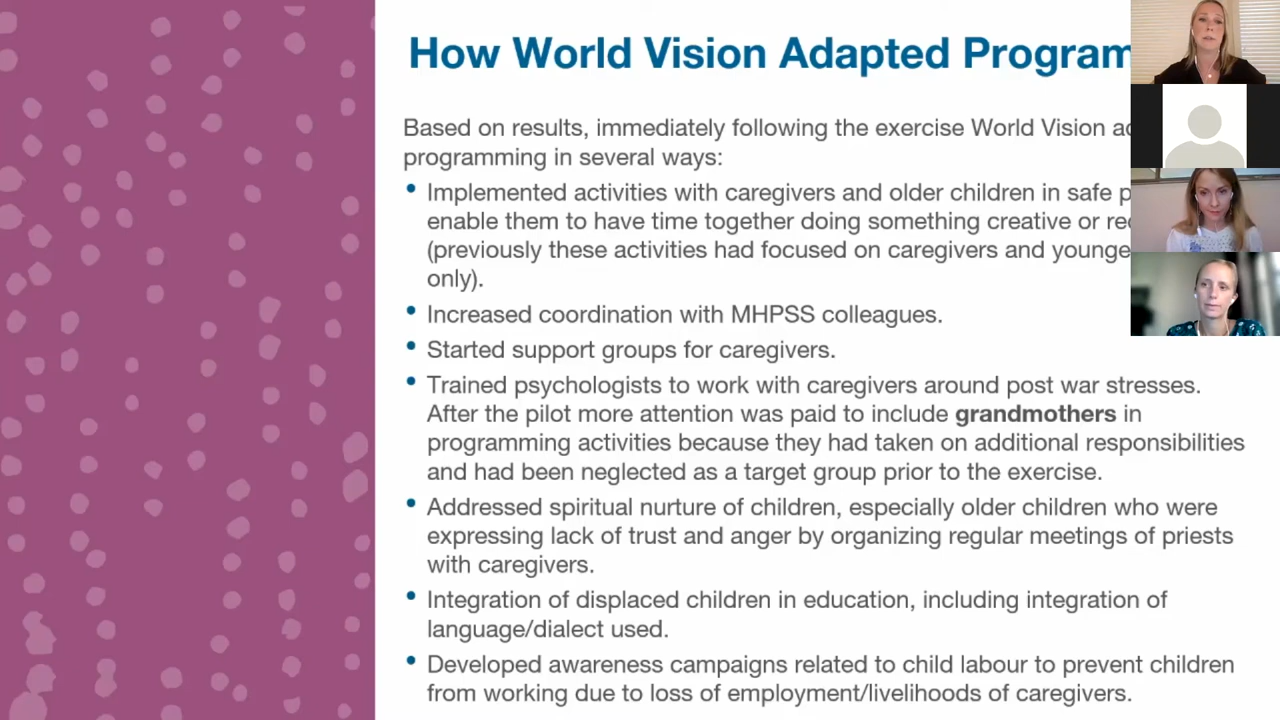 How World Vision Adapted Program
Based on results, immediately following the exercise World Vision
programming in several ways:
• Implemented activities with caregivers and older children in safe
enable them to have time together doing something creative or
(previously these activities had focused on caregivers and younge
only).
• Increased coordination with MHPSS colleagues.
• Started support groups for caregivers.
• Trained psychologists to work with caregivers around post war stresses.
After the pilot more attention was paid to include grandmothers in
programming activities because they had taken on additional responsibilities
and had been neglected as a target group prior to the exercise.
• Addressed spiritual nurture of children, especially older children who were
expressing lack of trust and anger by organizing regular meetings of priests
with caregivers.
• Integration of displaced children in education, including integration of
language/dialect used.
• Developed awareness campaigns related to child labour to prevent children
from working due to loss of employment/livelihoods of caregivers.